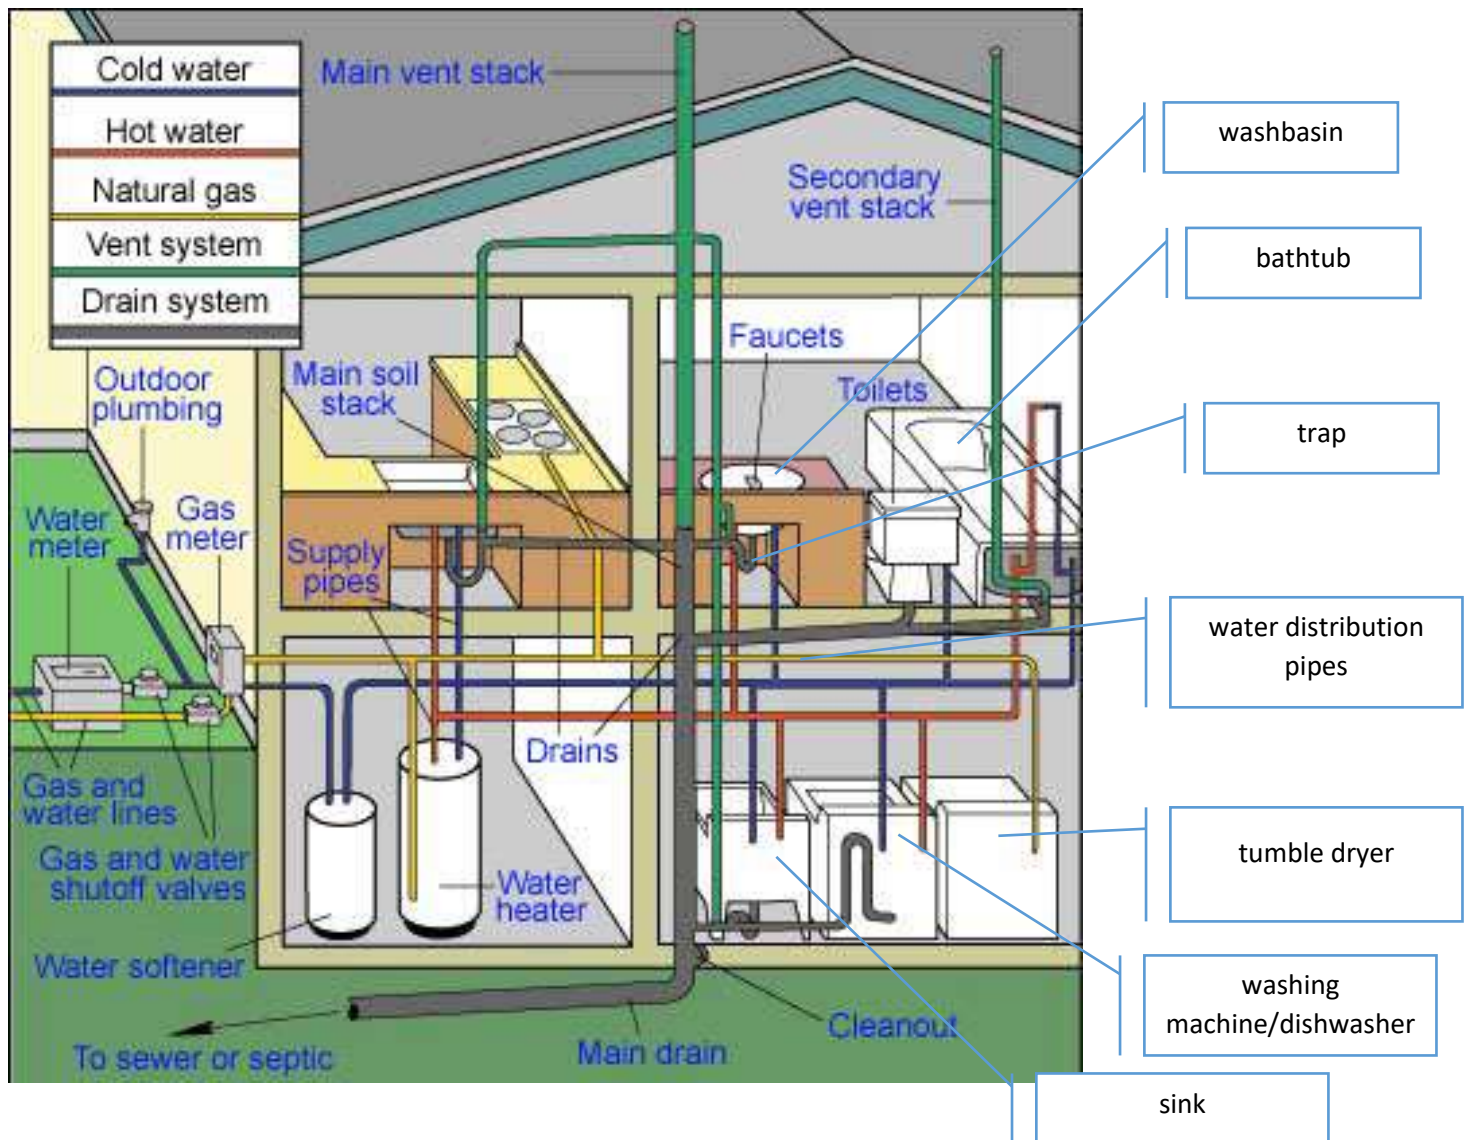 Cold water
Hot water
Natural gas
Vent system
Drain system
Main vent stack
Secondary
vent stack
Faucets
Toilets
Main soil
stack
Outdoor
plumbing
Water
meter
Gas
meter
Supply
pipes
Drains
Gas and
water lines
Gas and water
shutoff valves
Water
heater
Water softener
Cleanout
Main drain
To sewer or septic
washbasin
bathtub
trap
water distribution
pipes
tumble dryer
washing
machine/dishwasher
sink